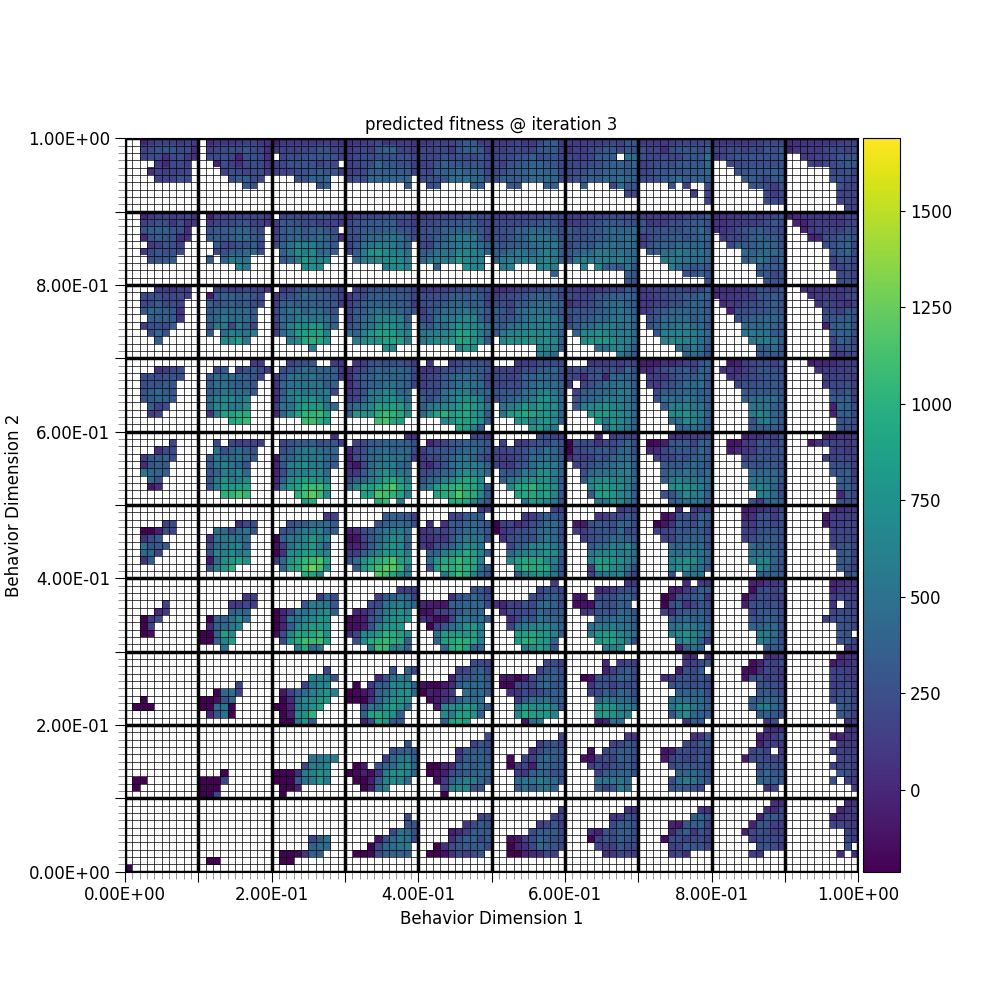 predicted fitness @ iteration 3
1.00E+00
8.00E-01
6.00E-01
4.00E-01
2.00E-01
0.00E+00
Behavior Dimension 2
0.00E+00 2.00E-01 4.00E-01 6.00E-01 8.00E-01 1.00E+00
Behavior Dimension 1
1500
1250
1000
750
500
250
0